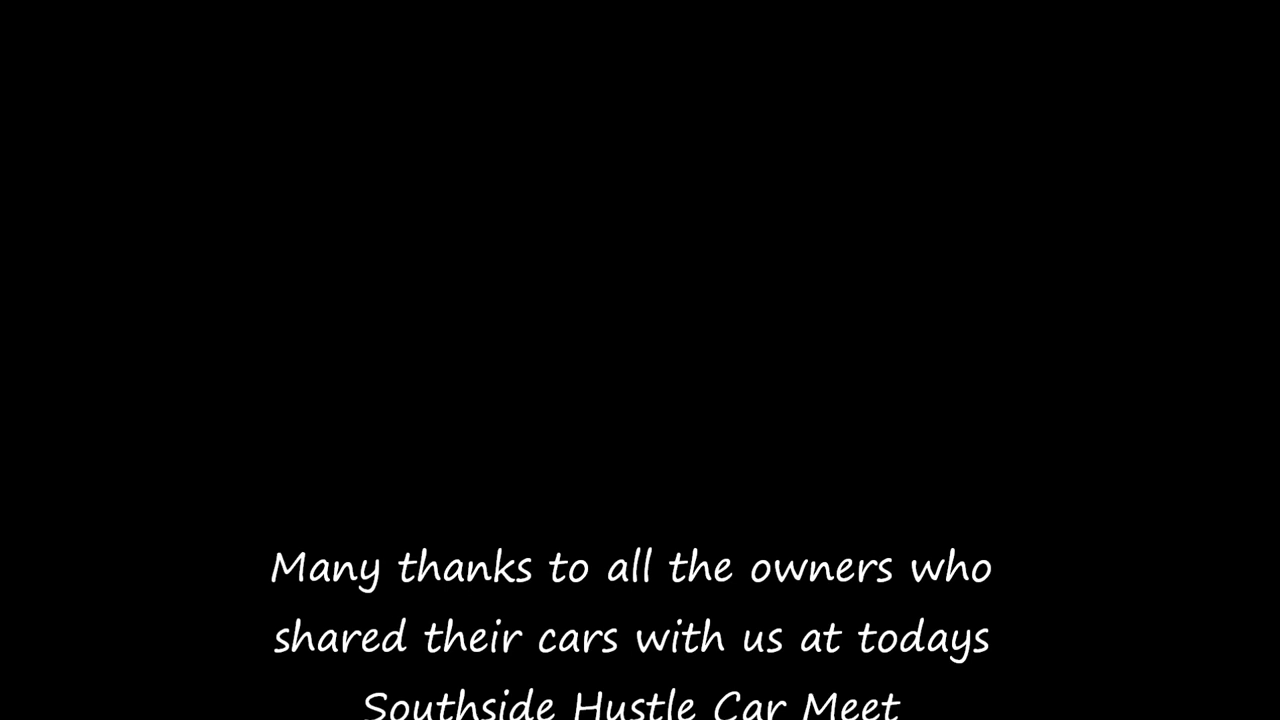 Many thanks to all the owners who
shared their cars with us at todays
Southside Hustle Car Meet